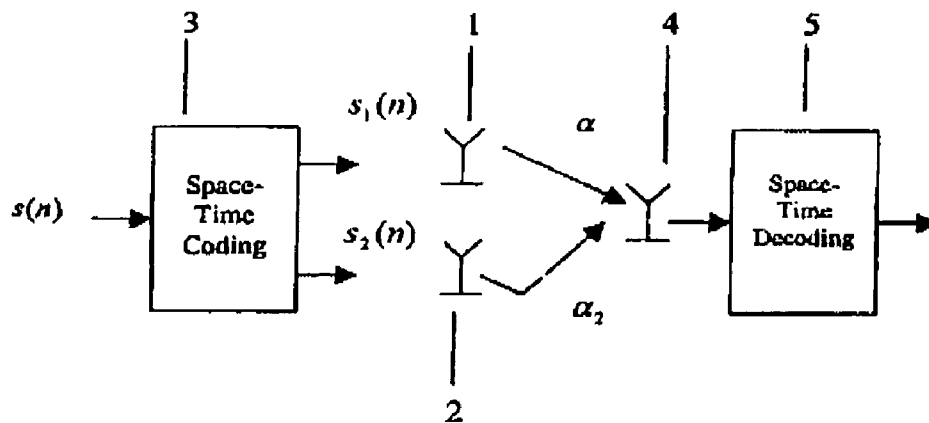 3
1
4
5
s₁(n)
α
s(n)
Space-
Time
Coding
Space-
Time
Decoding
s₂(n)
α₂
2